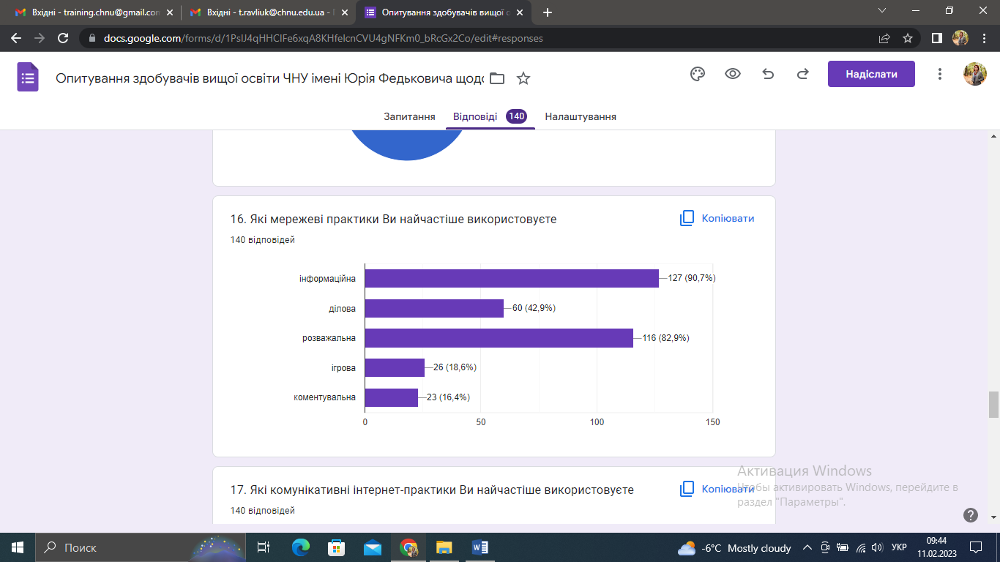 Вхідні - training.chnu@gmail.con
Вхідні - t.ravliuk@chnu.edu.ua -
Опитування здобувачів вищої о
docs.google.com/forms/d/1PslJ4qHHCIFe6xqA8KHfelcnCVU4gNFKm0_bRcGx2Co/edit#responses
Опитування здобувачів вищої освіти ЧНУ імені Юрія Федьковича щодо
Надіслати
Запитання Відповіді 140 Налаштування
16. Які мережеві практики Ви найчастіше використовуєте
Копіювати
140 відповідей
інформаційна 127 (90,7%)
ділова 60 (42,9%)
розважальна 116 (82,9%)
ігрова 26 (18,6%)
коментувальна 23 (16,4%)
0 50 100 150
17. Які комунікативні інтернет-практики Ви найчастіше використовуєте
Копіювати
140 відповідей
Активация Windows
Чтобы активировать Windows, перейдите в
раздел "Параметры".
Поиск
-6°C Mostly cloudy
УКР
09:44
11.02.2023